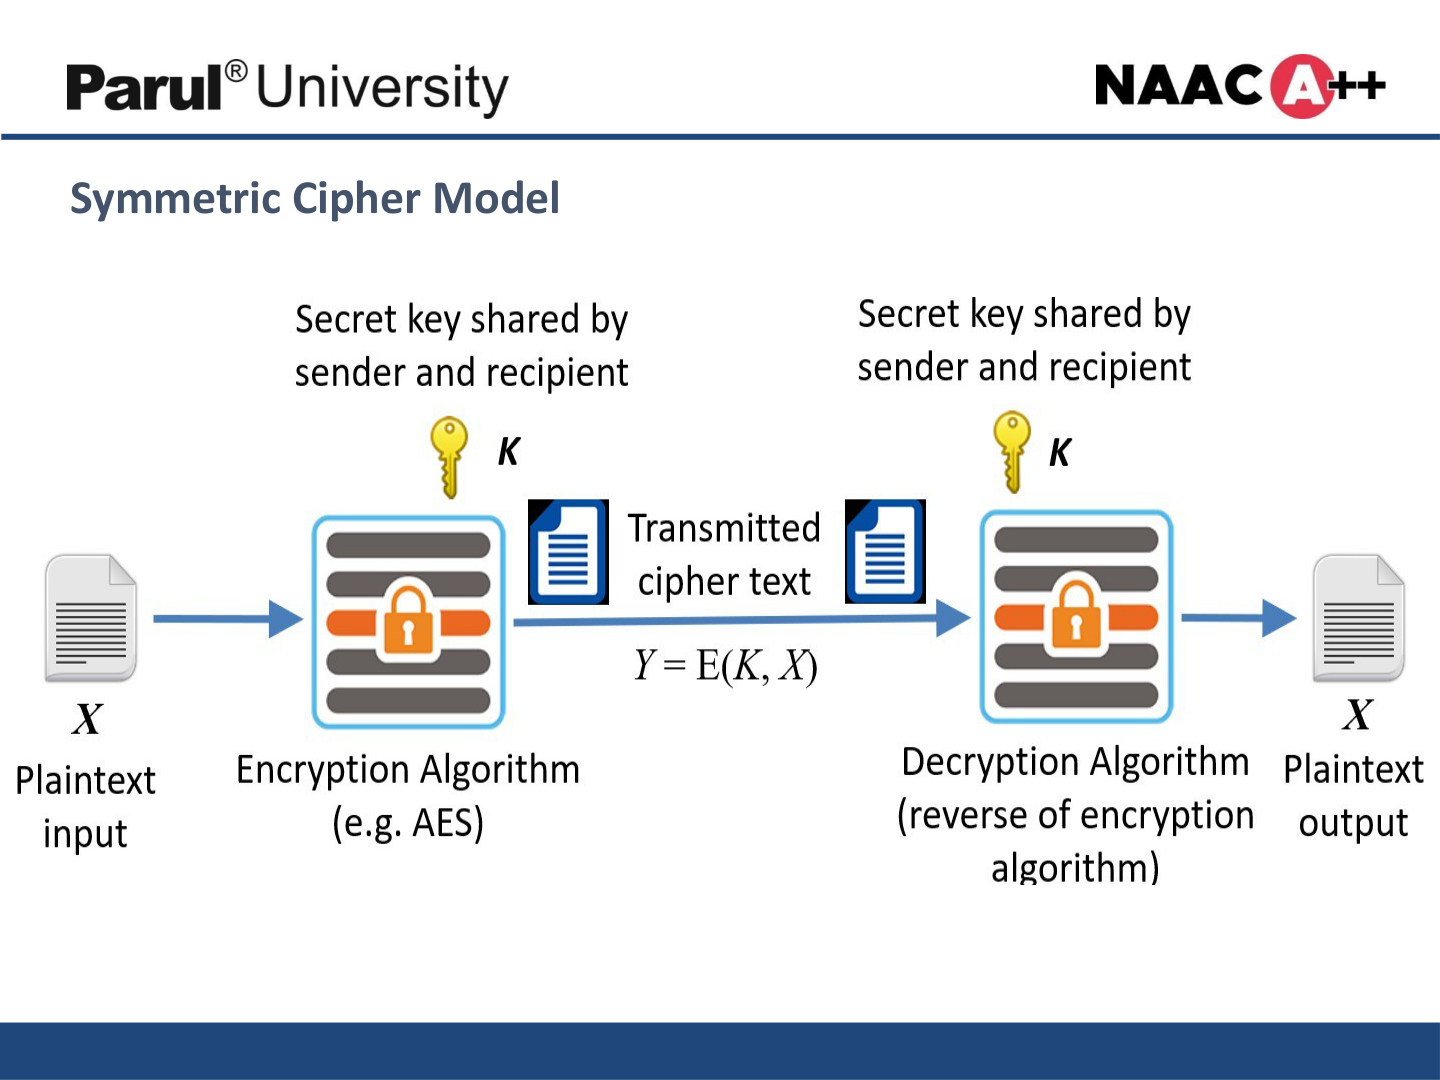 Parul® University
NAAC A++
Symmetric Cipher Model
Secret key shared by
sender and recipient
Secret key shared by
sender and recipient
K
K
Transmitted
cipher text
Y = E(K, X)
X
Plaintext
input
Encryption Algorithm
(e.g. AES)
Decryption Algorithm
(reverse of encryption
algorithm)
X
Plaintext
output